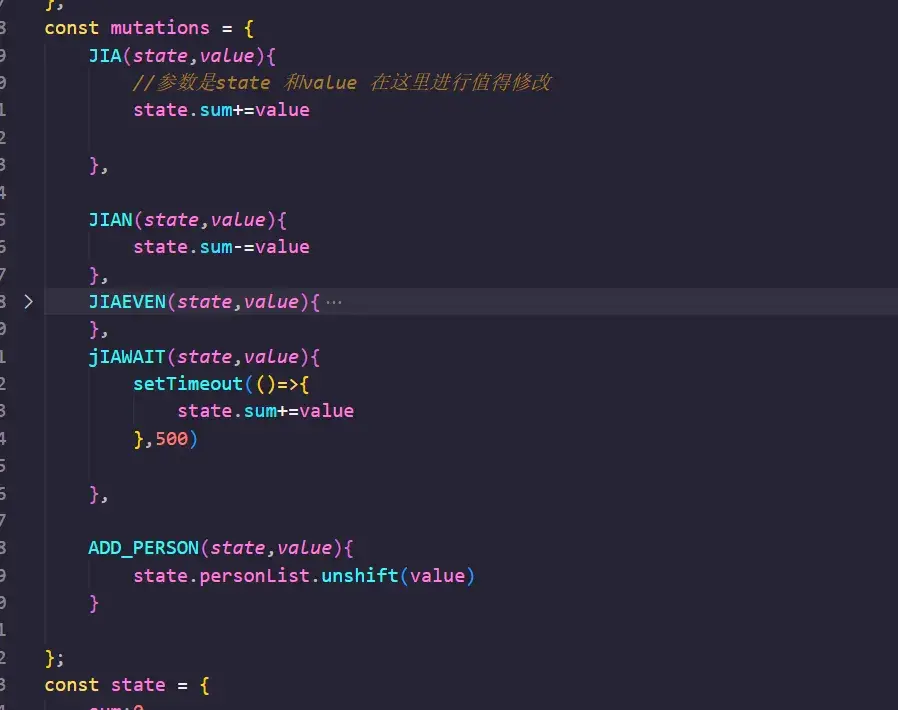 };
8 const mutations = {
9 JIA(state,value){
0 //参数是state 和value 在这里进行值得修改
1 state.sum+=value
2
3 },
4
5 JIAN(state,value){
6 state.sum-=value
7 },
8 > JIAEVEN(state,value){ ···
0 },
1 jIAWAIT(state,value){
2 setTimeout(()=>{
3 state.sum+=value
4 },500)
5
6 },
7
8 ADD_PERSON(state,value){
9 state.personList.unshift(value)
0 }
1
2 };
3 const state = {
4 sum:0